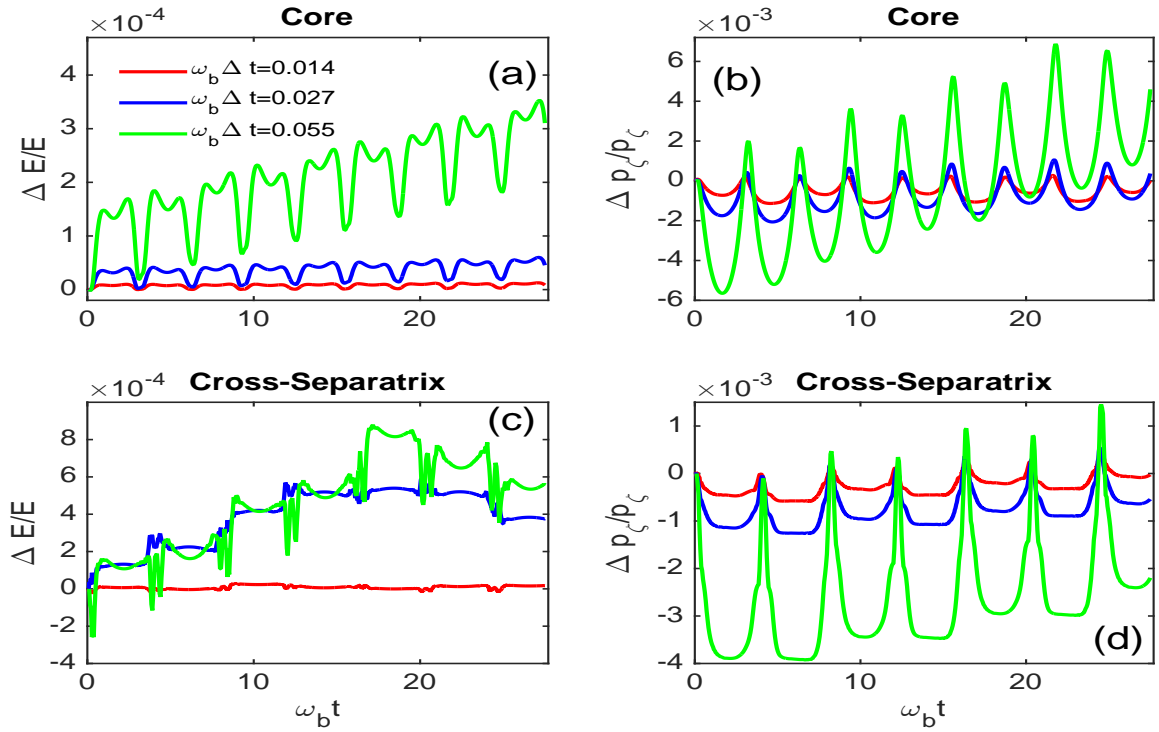 ×10⁻⁴
Core
(a)
ω_b Δ t=0.014
ω_b Δ t=0.027
ω_b Δ t=0.055
Δ E/E
4
3
2
1
0
0
10
20
×10⁻³
Core
(b)
Δ p_ζ/p_ζ
6
4
2
0
-2
-4
-6
0
10
20
×10⁻⁴
Cross-Separatrix
(c)
Δ E/E
8
6
4
2
0
-2
-4
0
10
20
ω_b t
×10⁻³
Cross-Separatrix
(d)
Δ p_ζ/p_ζ
1
0
-1
-2
-3
-4
0
10
20
ω_b t